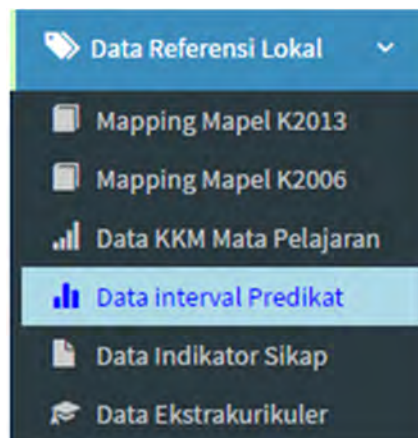 Data Referensi Lokal
Mapping Mapel K2013
Mapping Mapel K2006
Data KKM Mata Pelajaran
Data interval Predikat
Data Indikator Sikap
Data Ekstrakurikuler